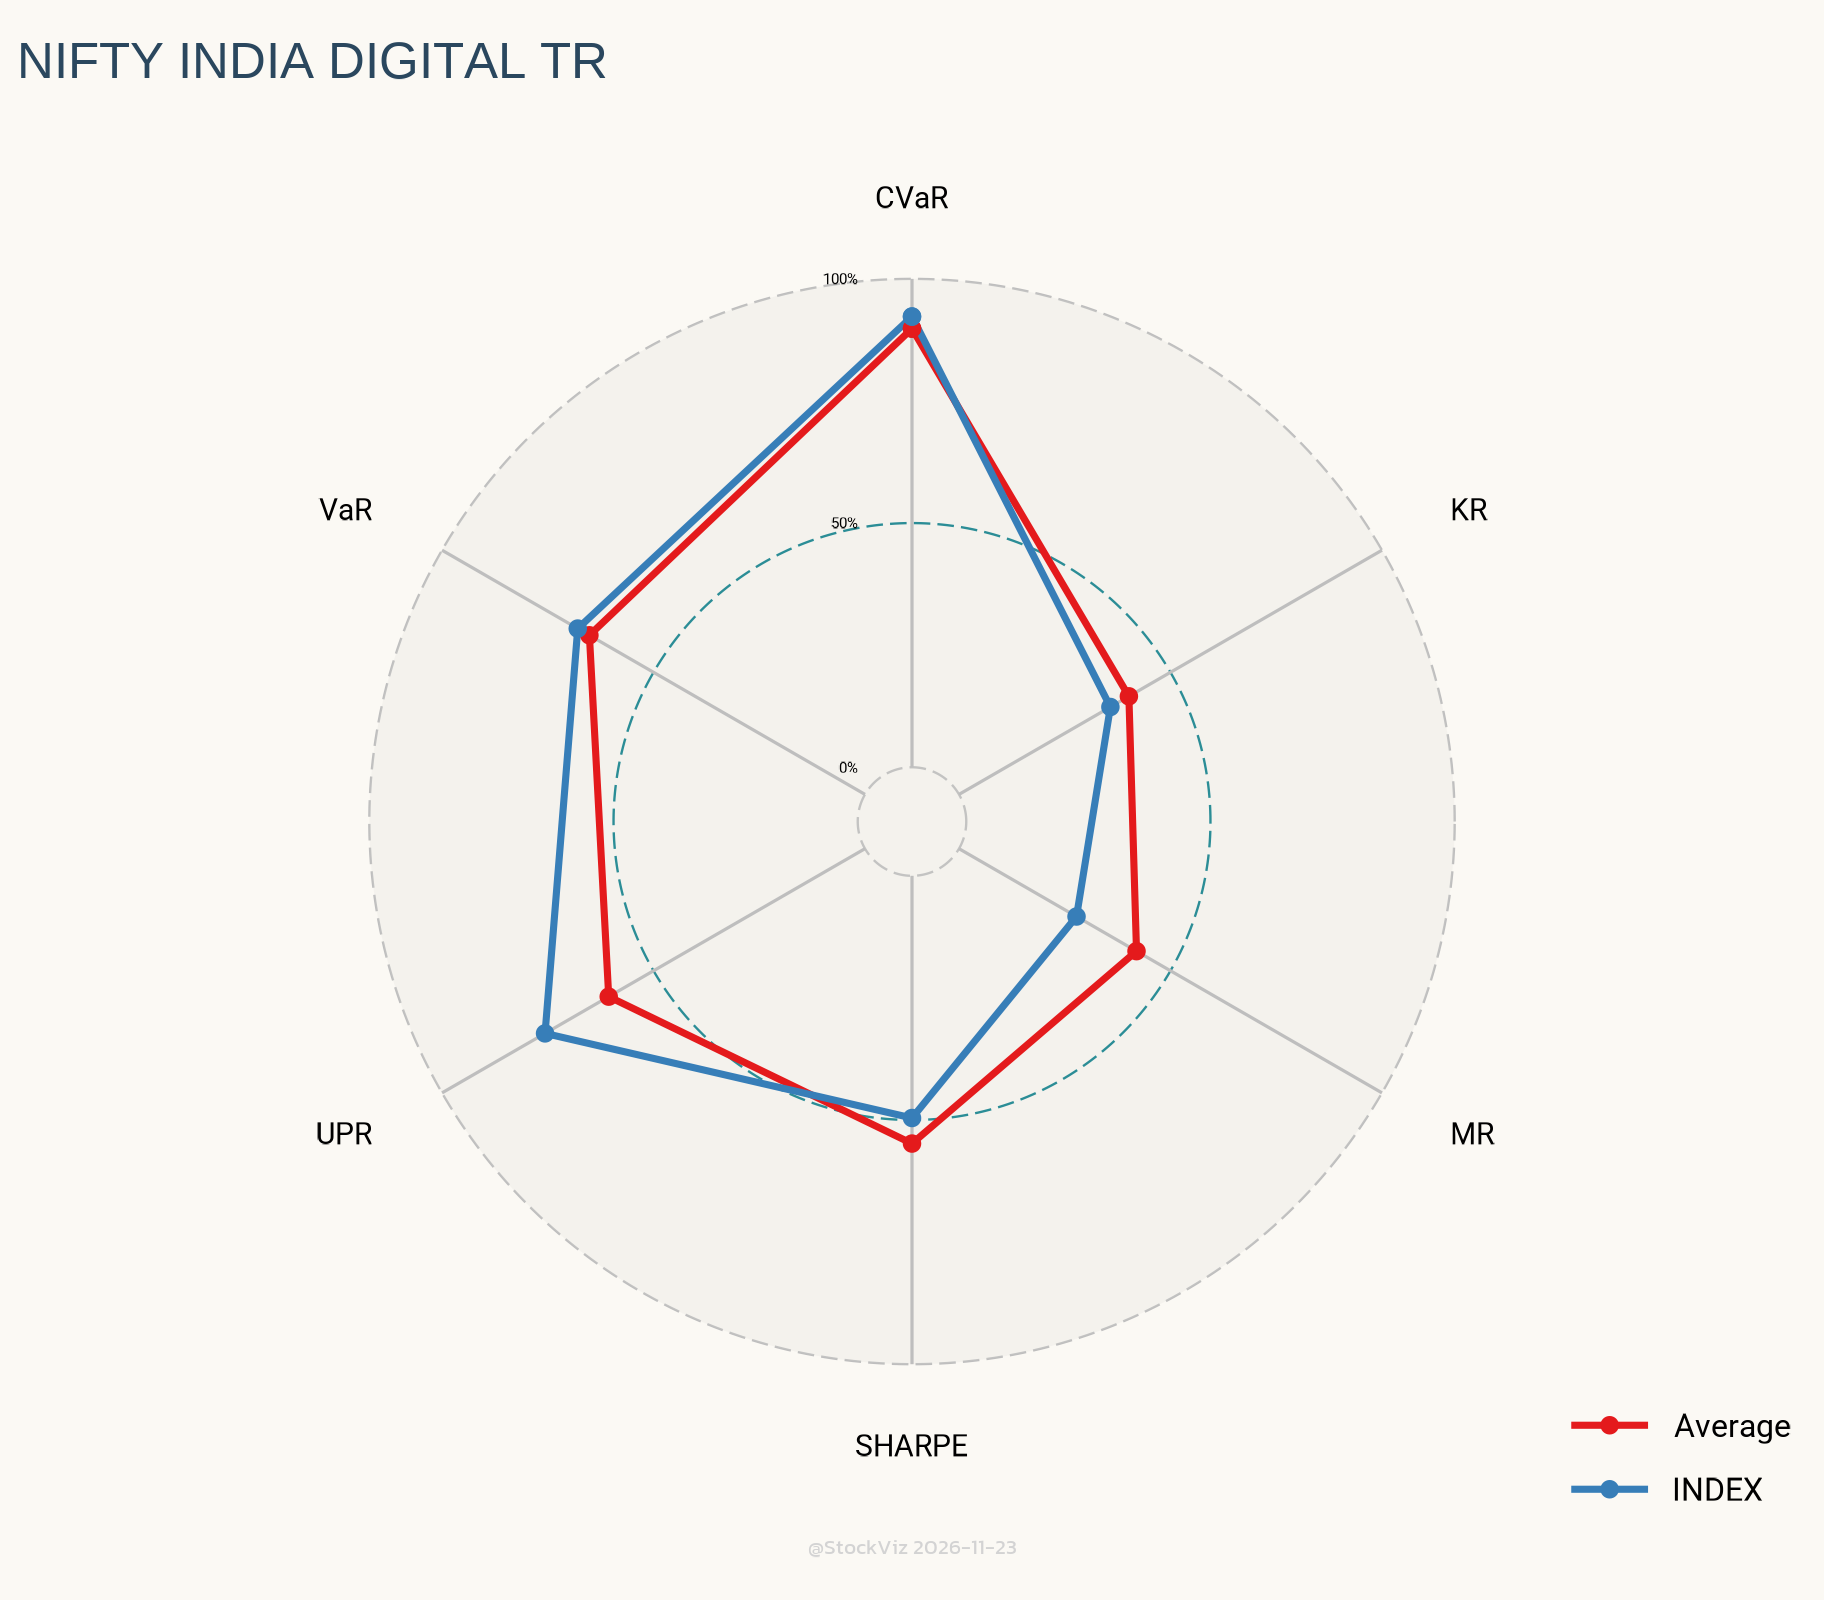 NIFTY INDIA DIGITAL TR
CVaR
100%
VaR
KR
50%
0%
UPR
MR
SHARPE
Average
INDEX
@StockViz 2026-11-23